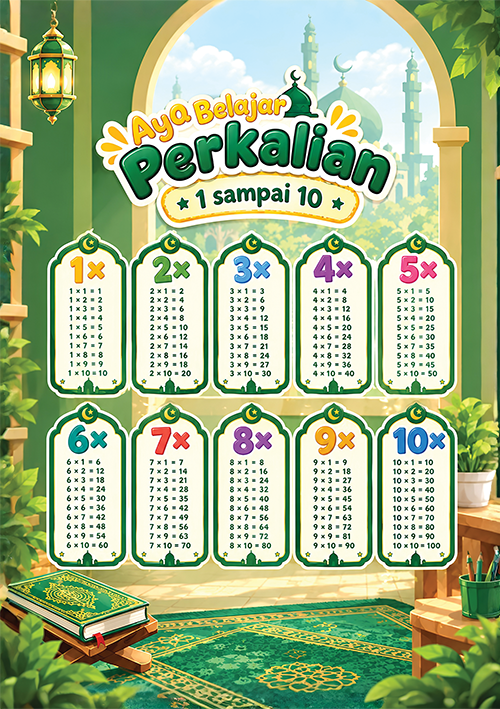 Aya Belajar
Perkalian
1 sampai 10
1×
1 × 1 = 1
1 × 2 = 2
1 × 3 = 3
1 × 4 = 4
1 × 5 = 5
1 × 6 = 6
1 × 7 = 7
1 × 8 = 8
1 × 9 = 9
1 × 10 = 10
2×
2 × 1 = 2
2 × 2 = 4
2 × 3 = 6
2 × 4 = 8
2 × 5 = 10
2 × 6 = 12
2 × 7 = 14
2 × 8 = 16
2 × 9 = 18
2 × 10 = 20
3×
3 × 1 = 3
3 × 2 = 6
3 × 3 = 9
3 × 4 = 12
3 × 5 = 15
3 × 6 = 18
3 × 7 = 21
3 × 8 = 24
3 × 9 = 27
3 × 10 = 30
4×
4 × 1 = 4
4 × 2 = 8
4 × 3 = 12
4 × 4 = 16
4 × 5 = 20
4 × 6 = 24
4 × 7 = 28
4 × 8 = 32
4 × 9 = 36
4 × 10 = 40
5×
5 × 1 = 5
5 × 2 = 10
5 × 3 = 15
5 × 4 = 20
5 × 5 = 25
5 × 6 = 30
5 × 7 = 35
5 × 8 = 40
5 × 9 = 45
5 × 10 = 50
6×
6 × 1 = 6
6 × 2 = 12
6 × 3 = 18
6 × 4 = 24
6 × 5 = 30
6 × 6 = 36
6 × 7 = 42
6 × 8 = 48
6 × 9 = 54
6 × 10 = 60
7×
7 × 1 = 7
7 × 2 = 14
7 × 3 = 21
7 × 4 = 28
7 × 5 = 35
7 × 6 = 42
7 × 7 = 49
7 × 8 = 56
7 × 9 = 63
7 × 10 = 70
8×
8 × 1 = 8
8 × 2 = 16
8 × 3 = 24
8 × 4 = 32
8 × 5 = 40
8 × 6 = 48
8 × 7 = 56
8 × 8 = 64
8 × 9 = 72
8 × 10 = 80
9×
9 × 1 = 9
9 × 2 = 18
9 × 3 = 27
9 × 4 = 36
9 × 5 = 45
9 × 6 = 54
9 × 7 = 63
9 × 8 = 72
9 × 9 = 81
9 × 10 = 90
10×
10 × 1 = 10
10 × 2 = 20
10 × 3 = 30
10 × 4 = 40
10 × 5 = 50
10 × 6 = 60
10 × 7 = 70
10 × 8 = 80
10 × 9 = 90
10 × 10 = 100